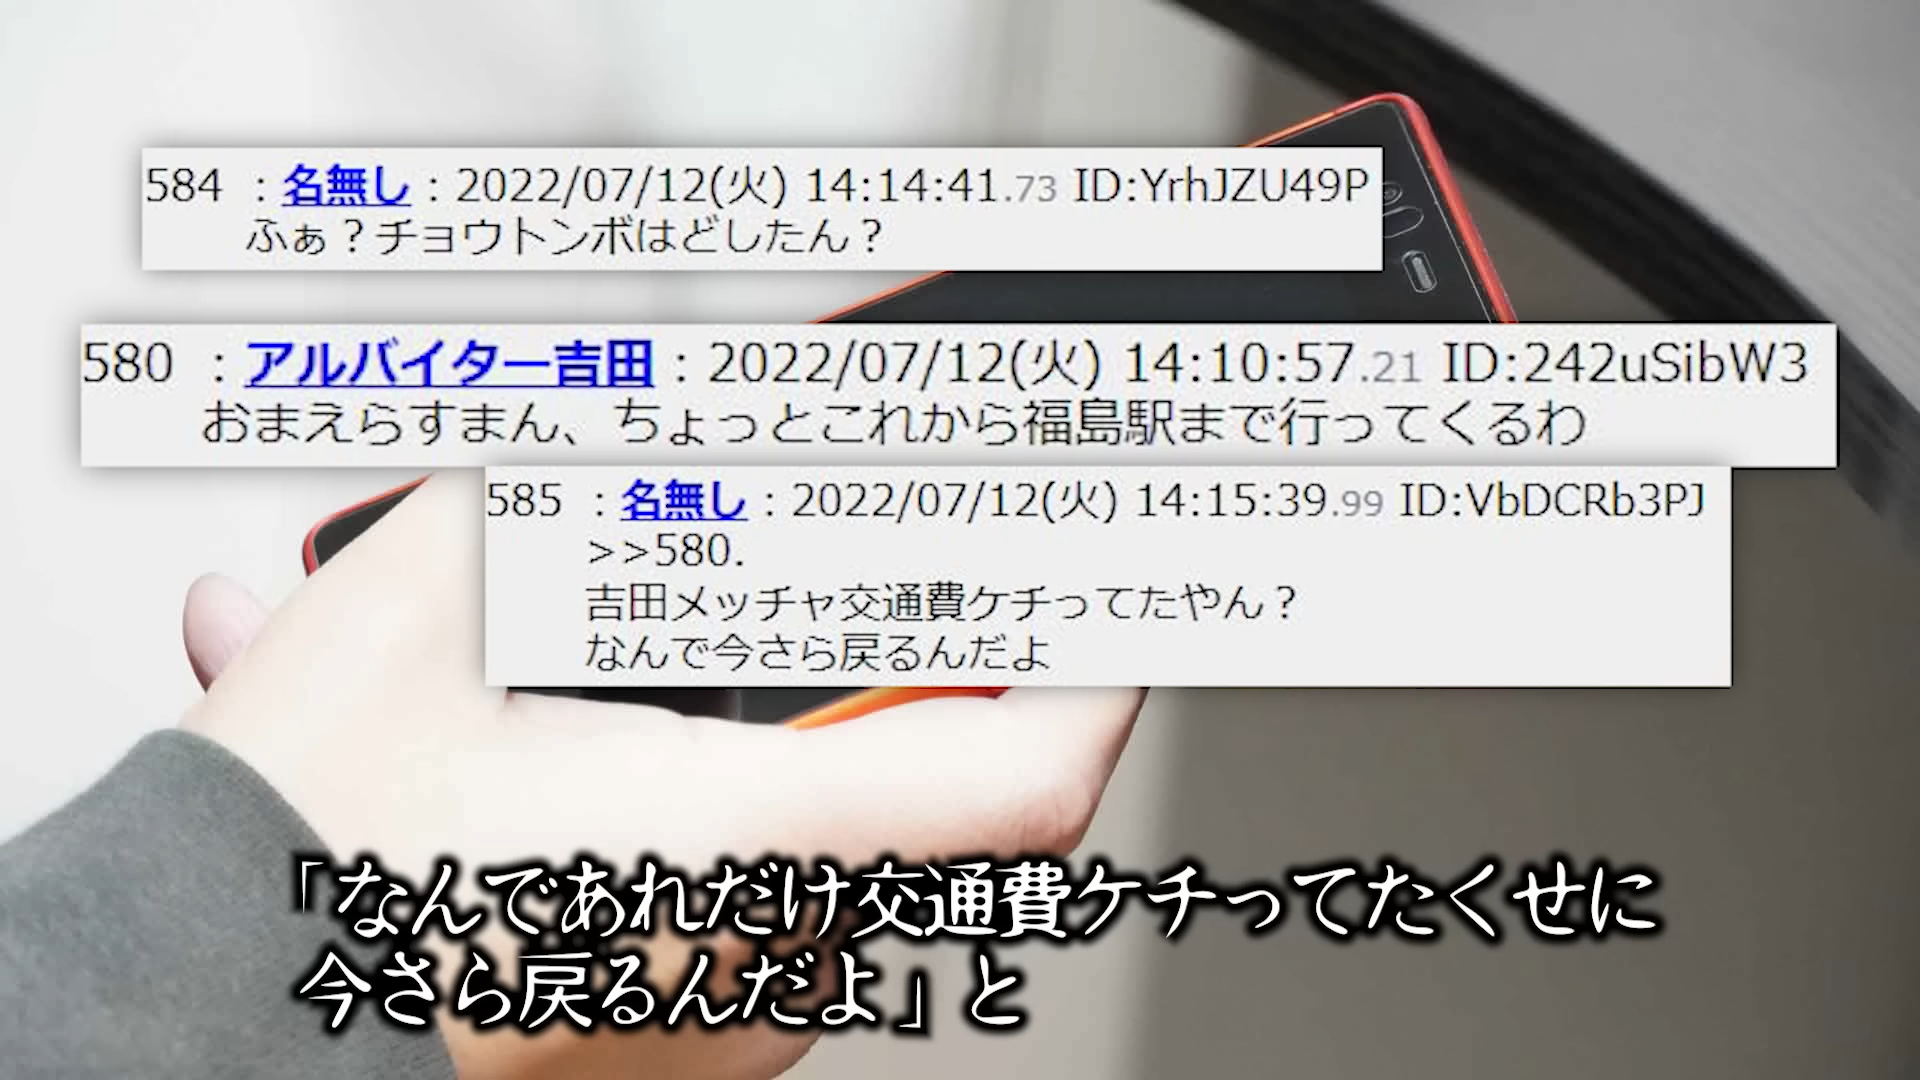 584 ：名無し：2022/07/12(火) 14:14:41.73 ID:YrhJZU49P
ふぁ？チョウトンボはどしたん？
580 ：アルバイター吉田：2022/07/12(火) 14:10:57.21 ID:242uSibW3
おまえらすまん、ちょっとこれから福島駅まで行ってくるわ
585 ：名無し：2022/07/12(火) 14:15:39.99 ID:VbDCRb3PJ
>>580.
吉田メッチャ交通費ケチってたやん？
なんで今さら戻るんだよ
「なんであれだけ交通費ケチってたくせに
今さら戻るんだよ」と